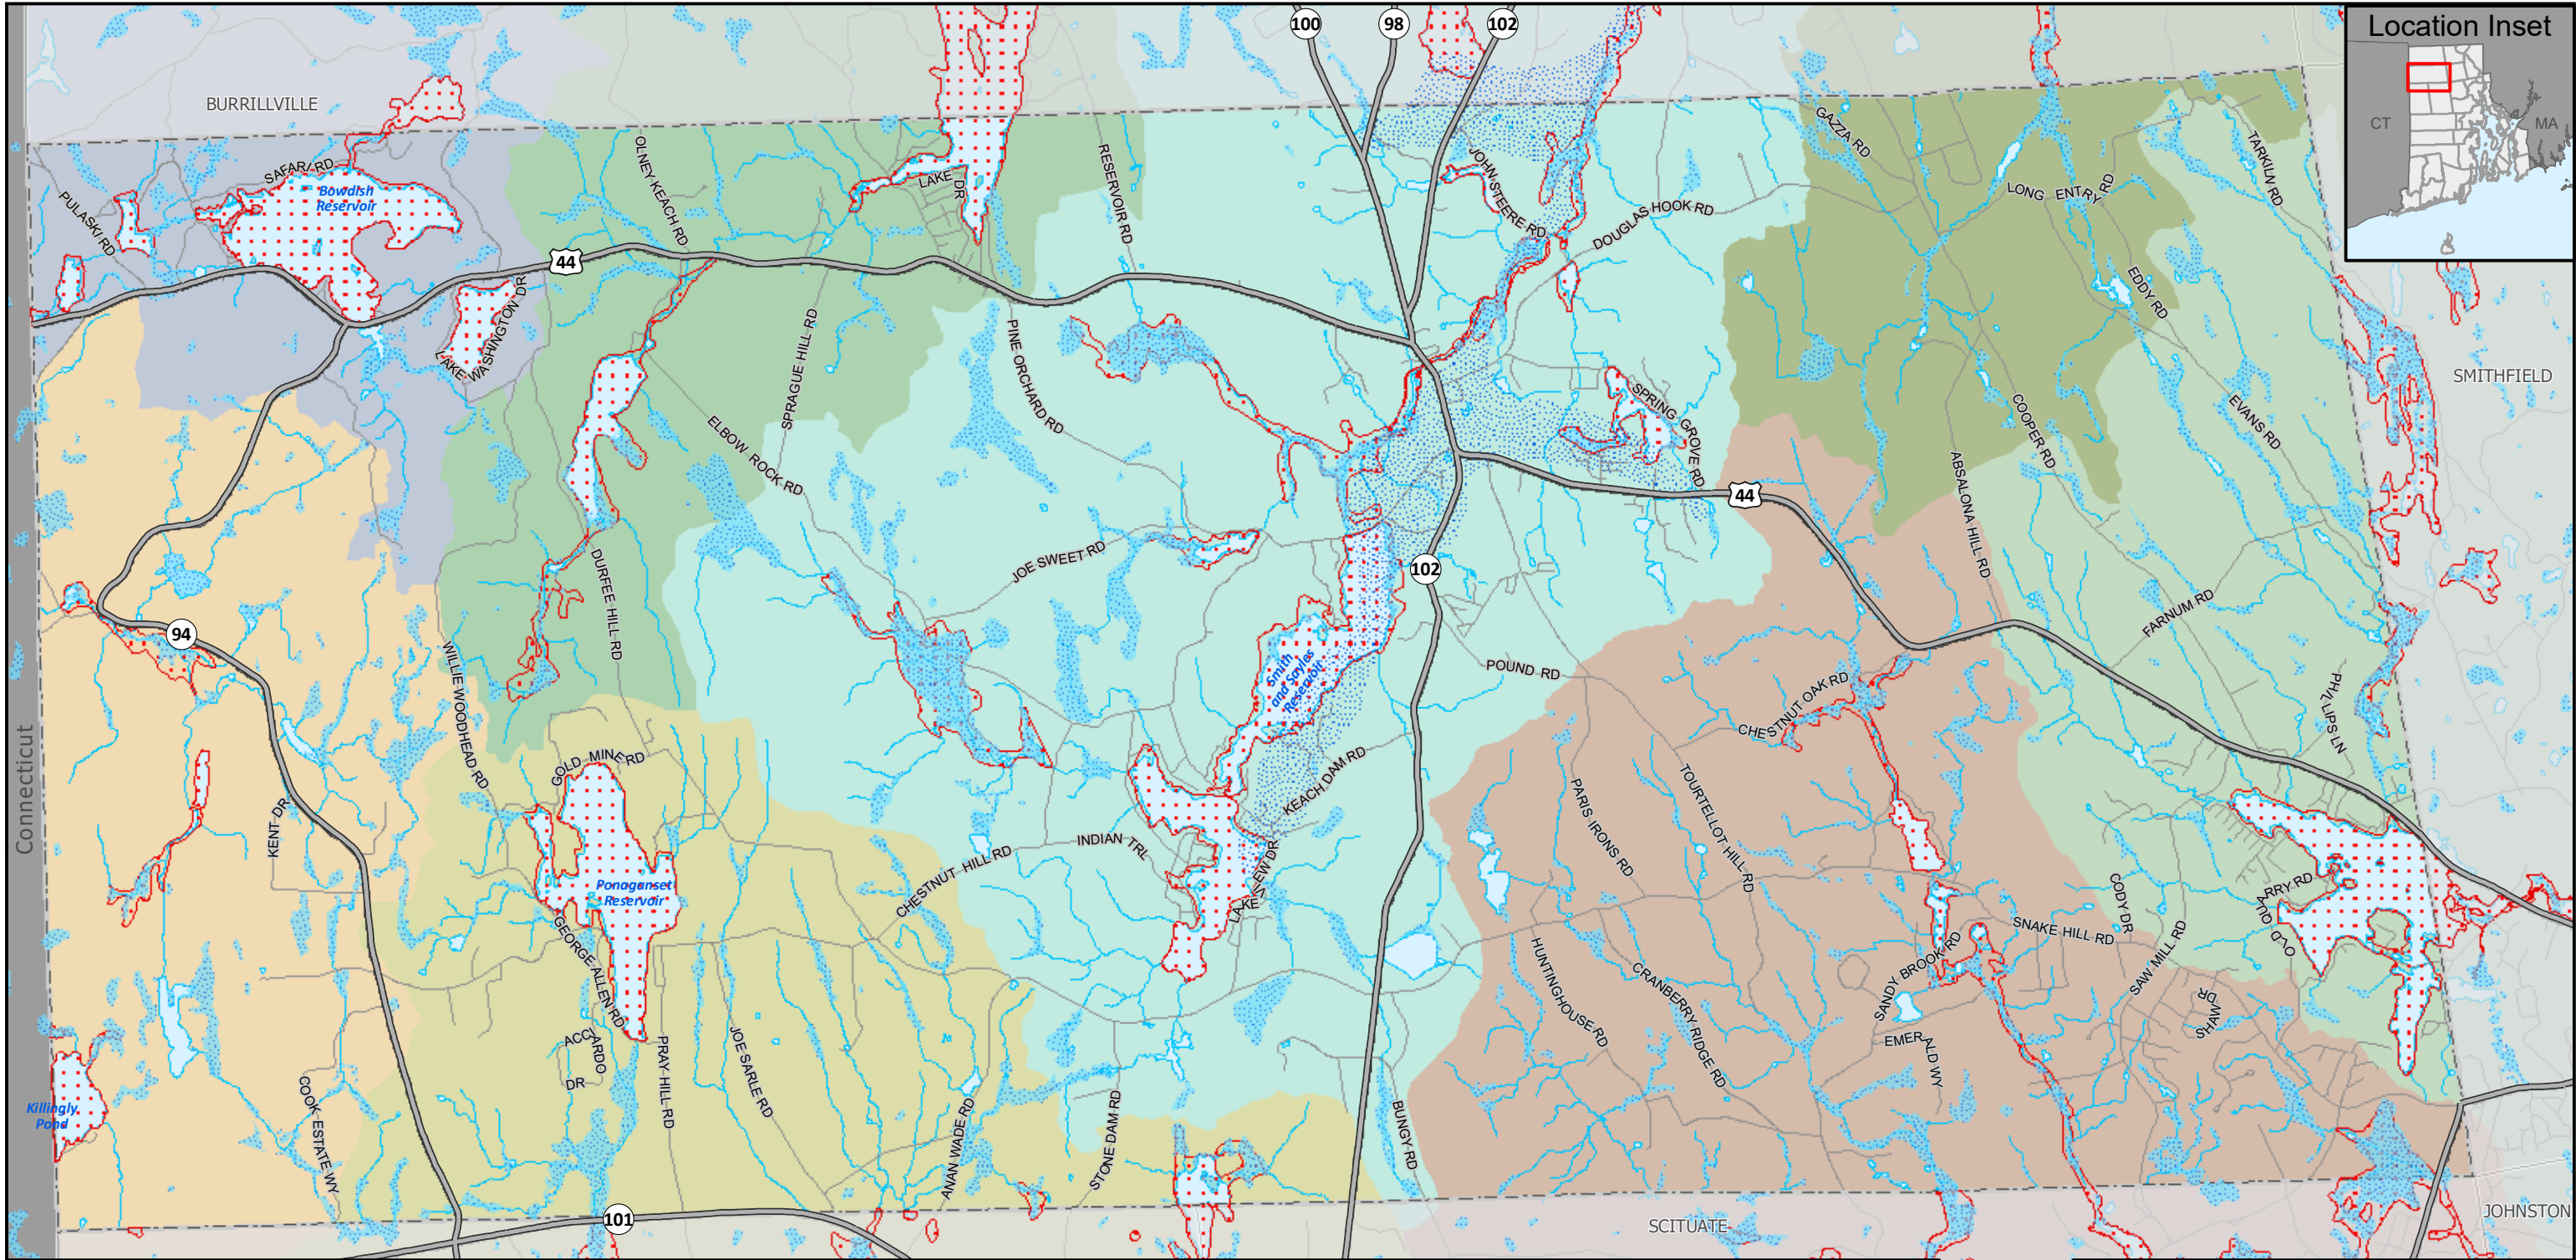 Location Inset
CT
MA
100
98
102
BURRILLVILLE
SAFARI RD
Bowdish
Reservoir
PULASKI RD
OLNEY KEACH RD
LAKE DR
RESERVOIR RD
JOHN STEERE RD
DOUGLAS HOOK RD
GAZZA RD
LONG ENTRY RD
TARKLN RD
EDDY RD
44
LAKE WASHINGTON DR
SPRAGUE HILL RD
PINE ORCHARD RD
ELBOW ROCK RD
SPRING GROVE RD
COOPER RD
EVANS RD
SMITHFIELD
44
ABSALONA HILL RD
JOE SWEET RD
102
DURFEE HILL RD
94
WILLIE WOODHEAD RD
Smith
and Sayles
Reservoir
POUND RD
FARNUM RD
CHESTNUT OAK RD
PHIL LIPS LN
Connecticut
GOLD MINE RD
KENT DR
KEACH DAM RD
PARIS IRONS RD
TOURTELLOT HILL RD
INDIAN TRL
CHESTNUT HILL RD
Ponaganset
Reservoir
GEORGE ALLEN RD
CODY DR
SNAKE HILL RD
SAW MILL RD
SANDY BROOK RD
HUNTINGHOUSE RD
CRANBERRY RIDGE RD
SHAW DR
EMERALD WY
ACCIARDO
DR
PRAY HILL RD
JOE SARLE RD
Killingly
Pond
COOK ESTATE WY
ANAN WADE RD
STONE DAM RD
BUNGY RD
101
SCITUATE
JOHNSTON